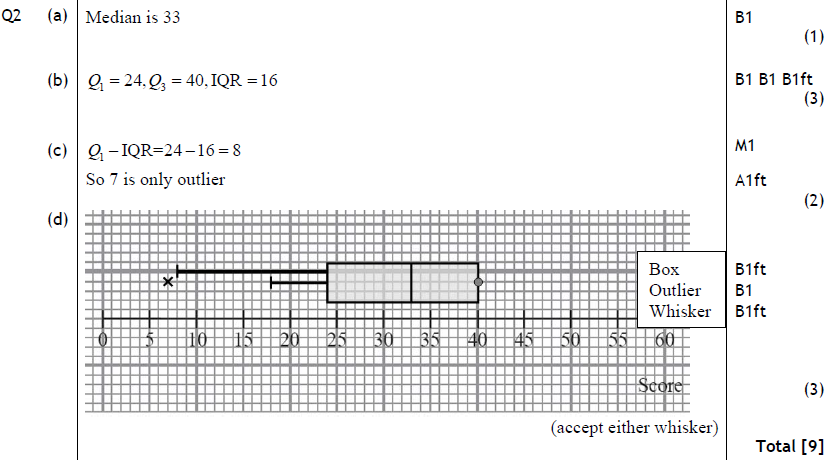 Q2 (a) Median is 33 B1
(1)
(b) Q₁ = 24, Q₃ = 40, IQR = 16 B1 B1 B1ft
(3)
(c) Q₁ – IQR=24–16=8 M1
So 7 is only outlier A1ft
(2)
(d)
Box B1ft
Outlier B1
Whisker B1ft
0 5 10 15 20 25 30 35 40 45 50 55 60
Score (3)
(accept either whisker)
Total [9]